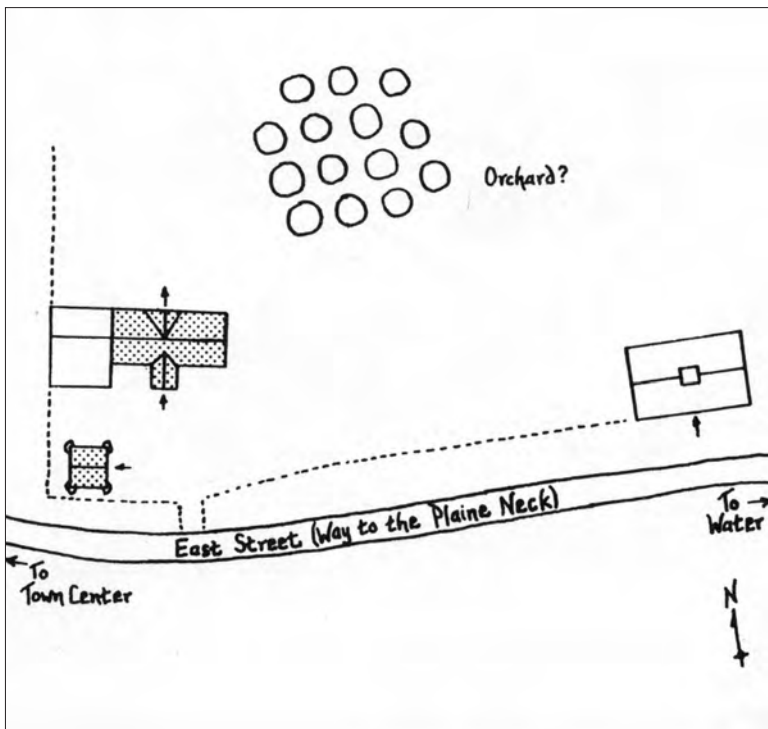 Orchard?
East Street (Way to the Plaine Neck)
To
Water
To
Town Center
N